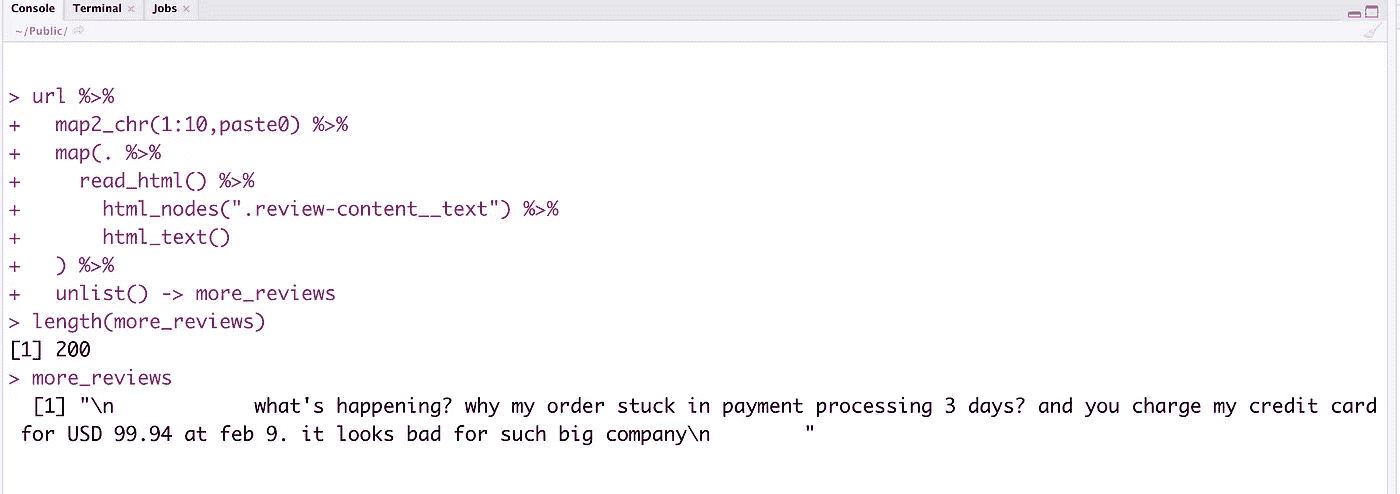 Console Terminal × Jobs ×
~/Public/
> url %>%
+   map2_chr(1:10,paste0) %>%
+   map(. %>%
+     read_html() %>%
+       html_nodes(".review-content__text") %>%
+       html_text()
+   ) %>%
+   unlist() -> more_reviews
> length(more_reviews)
[1] 200
> more_reviews
  [1] "\n            what's happening? why my order stuck in payment processing 3 days? and you charge my credit card
 for USD 99.94 at feb 9. it looks bad for such big company\n        "